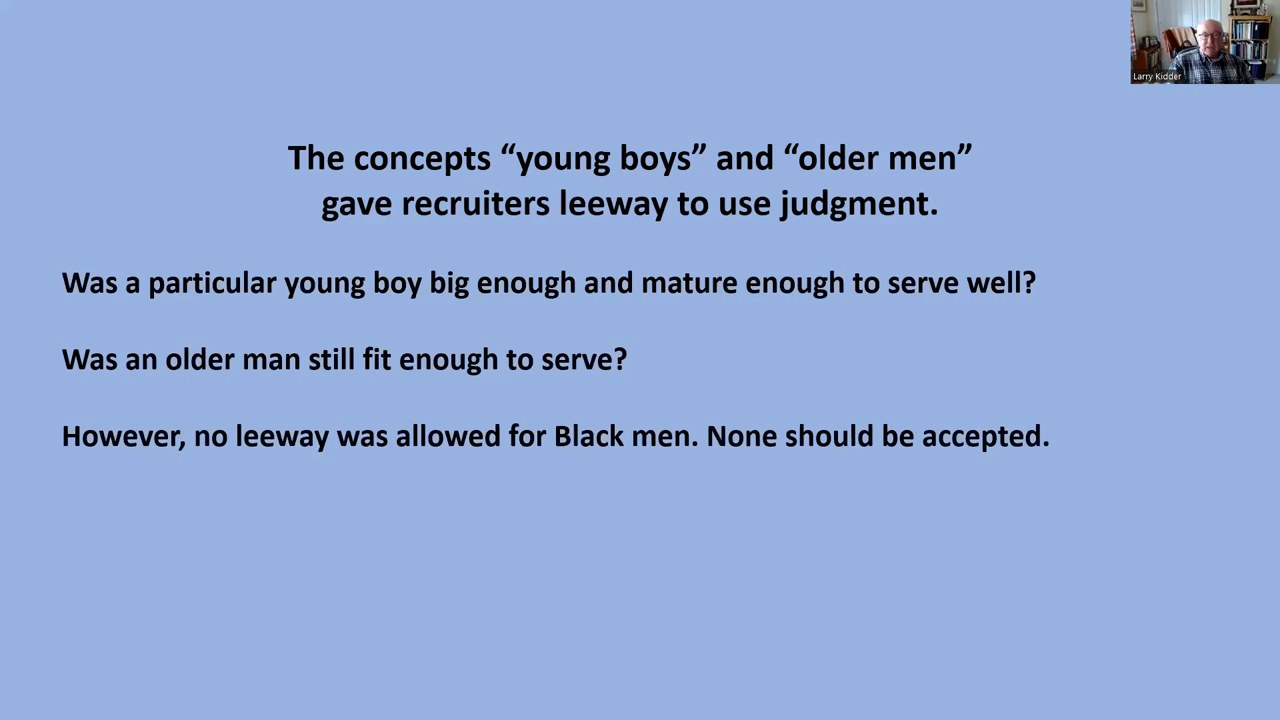 Larry Kidder
The concepts “young boys” and “older men”
gave recruiters leeway to use judgment.
Was a particular young boy big enough and mature enough to serve well?
Was an older man still fit enough to serve?
However, no leeway was allowed for Black men. None should be accepted.